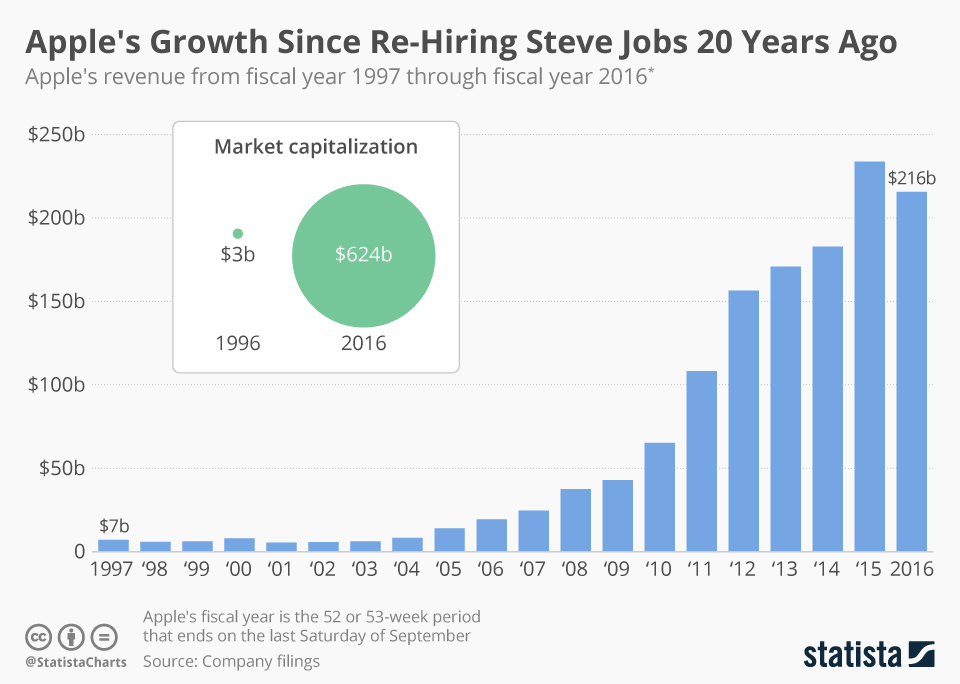 Apple's Growth Since Re-Hiring Steve Jobs 20 Years Ago
Apple's revenue from fiscal year 1997 through fiscal year 2016*
$250b
$200b
$150b
$100b
$50b
0
Market capitalization
$3b
$624b
1996
2016
$7b
$216b
1997 ‘98 ‘99 ‘00 ‘01 ‘02 ‘03 ‘04 ‘05 ‘06 ‘07 ‘08 ‘09 ‘10 ‘11 ‘12 ‘13 ‘14 ‘15 2016
cc
@StatistaCharts
Apple's fiscal year is the 52 or 53-week period
that ends on the last Saturday of September
Source: Company filings
statista